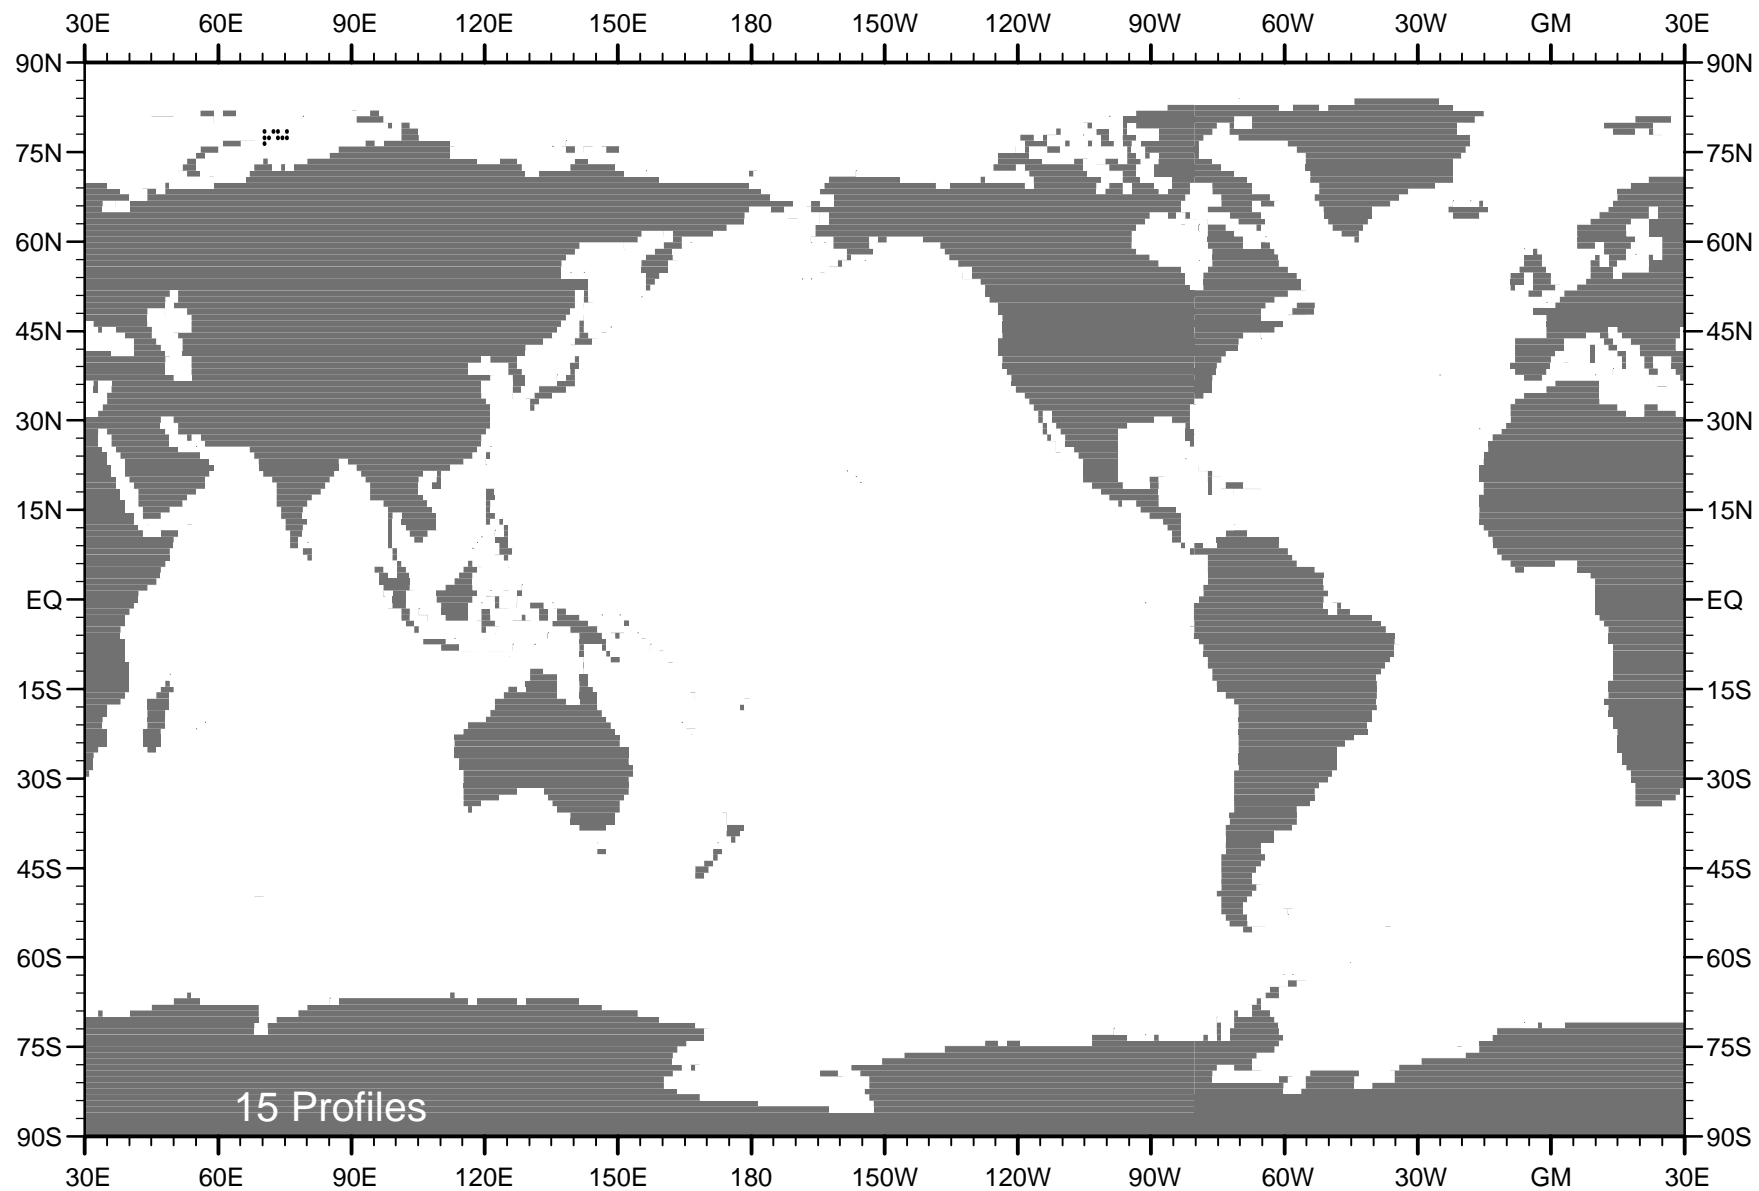 30E 60E 90E 120E 150E 180 150W 120W 90W 60W 30W GM 30E
90N 90N
75N 75N
60N 60N
45N 45N
30N 30N
15N 15N
EQ EQ
15S 15S
30S 30S
45S 45S
60S 60S
75S 75S
15 Profiles
90S 90S
30E 60E 90E 120E 150E 180 150W 120W 90W 60W 30W GM 30E